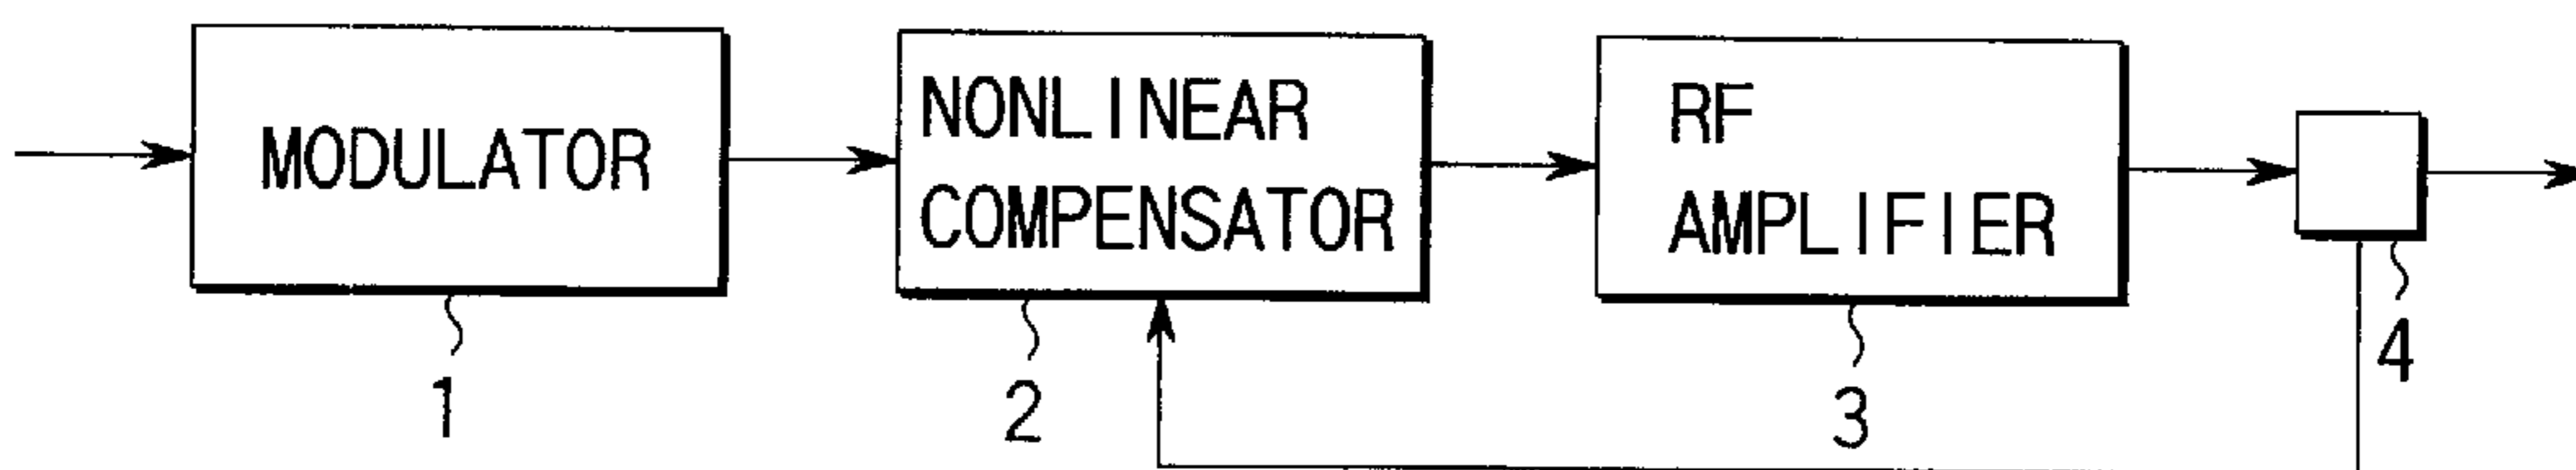 MODULATOR
NONLINEAR
COMPENSATOR
RF
AMPLIFIER
1
2
3
4